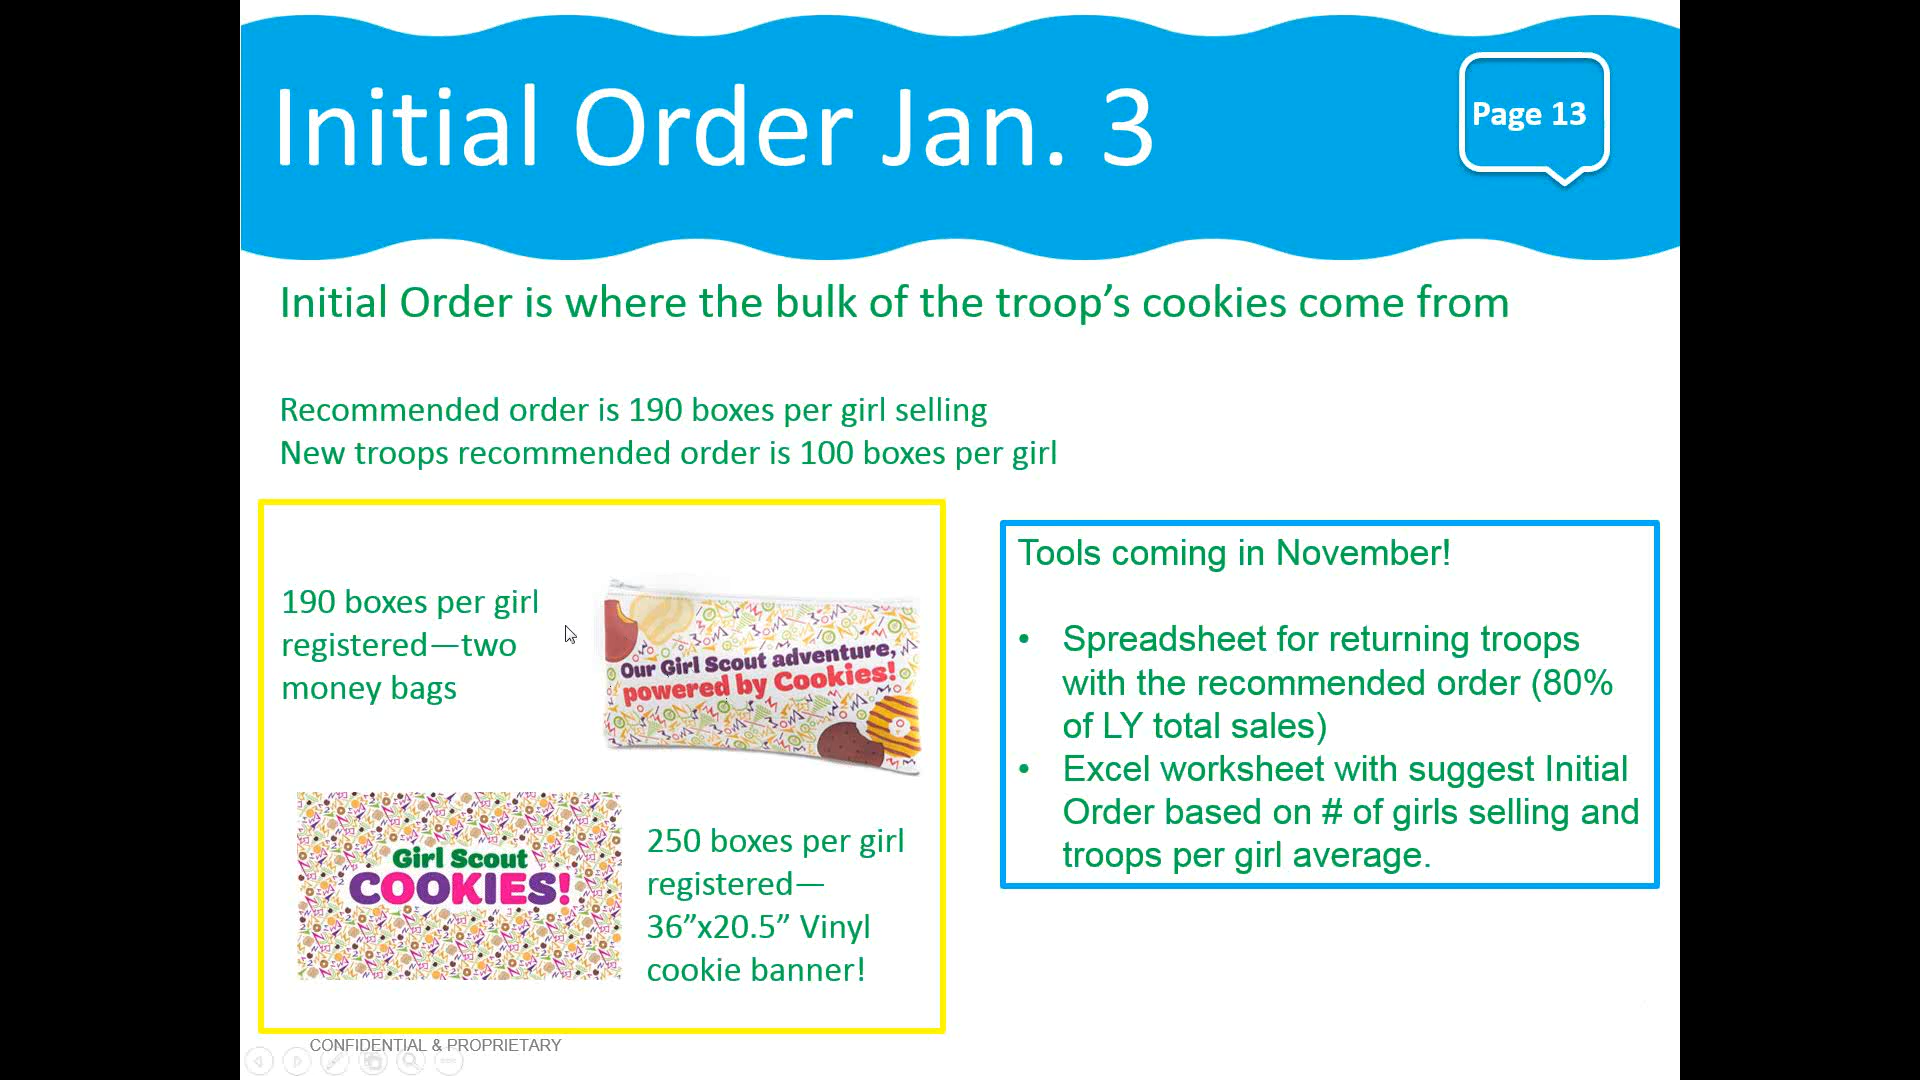 Initial Order Jan. 3
Page 13
Initial Order is where the bulk of the troop’s cookies come from
Recommended order is 190 boxes per girl selling
New troops recommended order is 100 boxes per girl
190 boxes per girl
registered—two
money bags
Our Girl Scout adventure,
powered by Cookies!
Girl Scout
COOKIES!
250 boxes per girl
registered—
36”x20.5” Vinyl
cookie banner!
Tools coming in November!
• Spreadsheet for returning troops
with the recommended order (80%
of LY total sales)
• Excel worksheet with suggest Initial
Order based on # of girls selling and
troops per girl average.
CONFIDENTIAL & PROPRIETARY